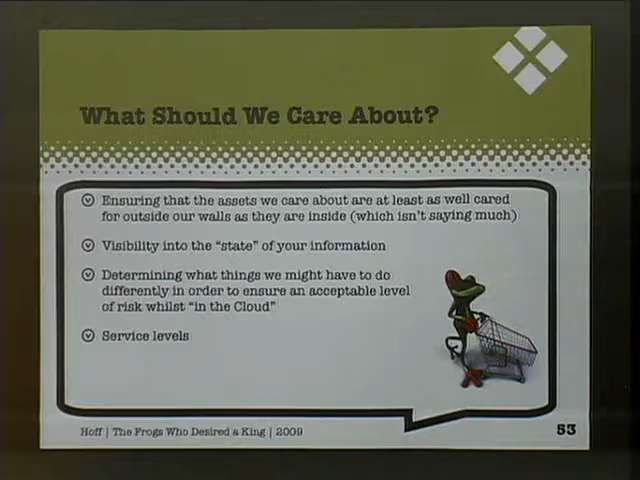 What Should We Care About?
Ensuring that the assets we care about are at least as well cared
for outside our walls as they are inside (which isn't saying much)
Visibility into the "state" of your information
Determining what things we might have to do
differently in order to ensure an acceptable level
of risk whilst "in the Cloud"
Service levels
Hoff | The Frogs Who Desired a King | 2009
53